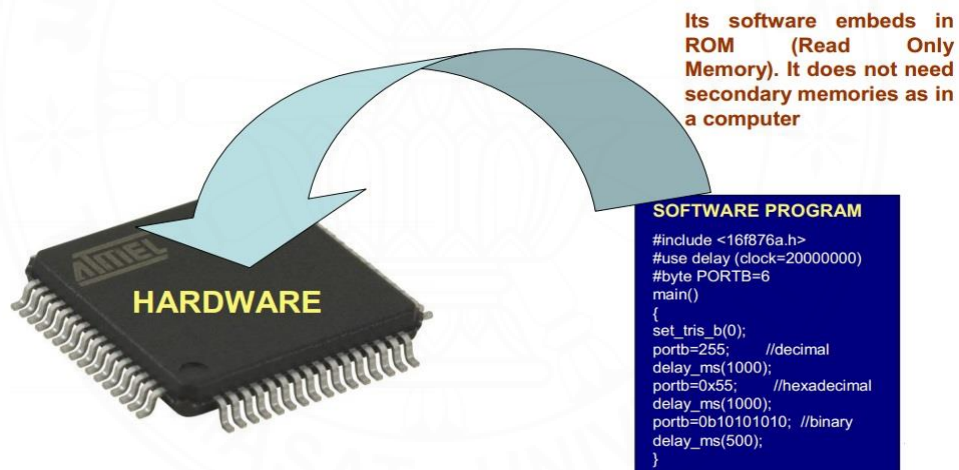 Its software embeds in
ROM (Read Only
Memory). It does not need
secondary memories as in
a computer
ATMEL
HARDWARE
SOFTWARE PROGRAM
#include <16f876a.h>
#use delay (clock=20000000)
#byte PORTB=6
main()
{
set_tris_b(0);
portb=255; //decimal
delay_ms(1000);
portb=0x55; //hexadecimal
delay_ms(1000);
portb=0b10101010; //binary
delay_ms(500);
}